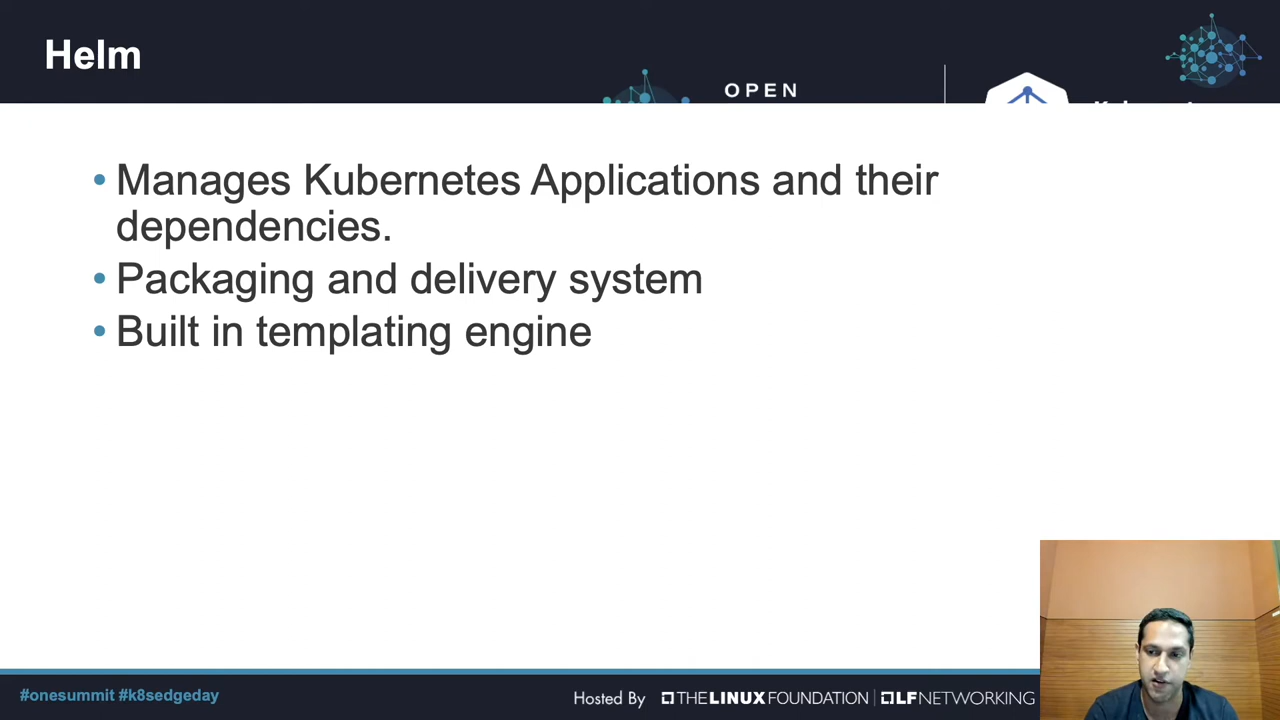 Helm
OPEN
• Manages Kubernetes Applications and their
dependencies.
• Packaging and delivery system
• Built in templating engine
#onesummit #k8sedgeday
Hosted By THE LINUX FOUNDATION | LF NETWORKING